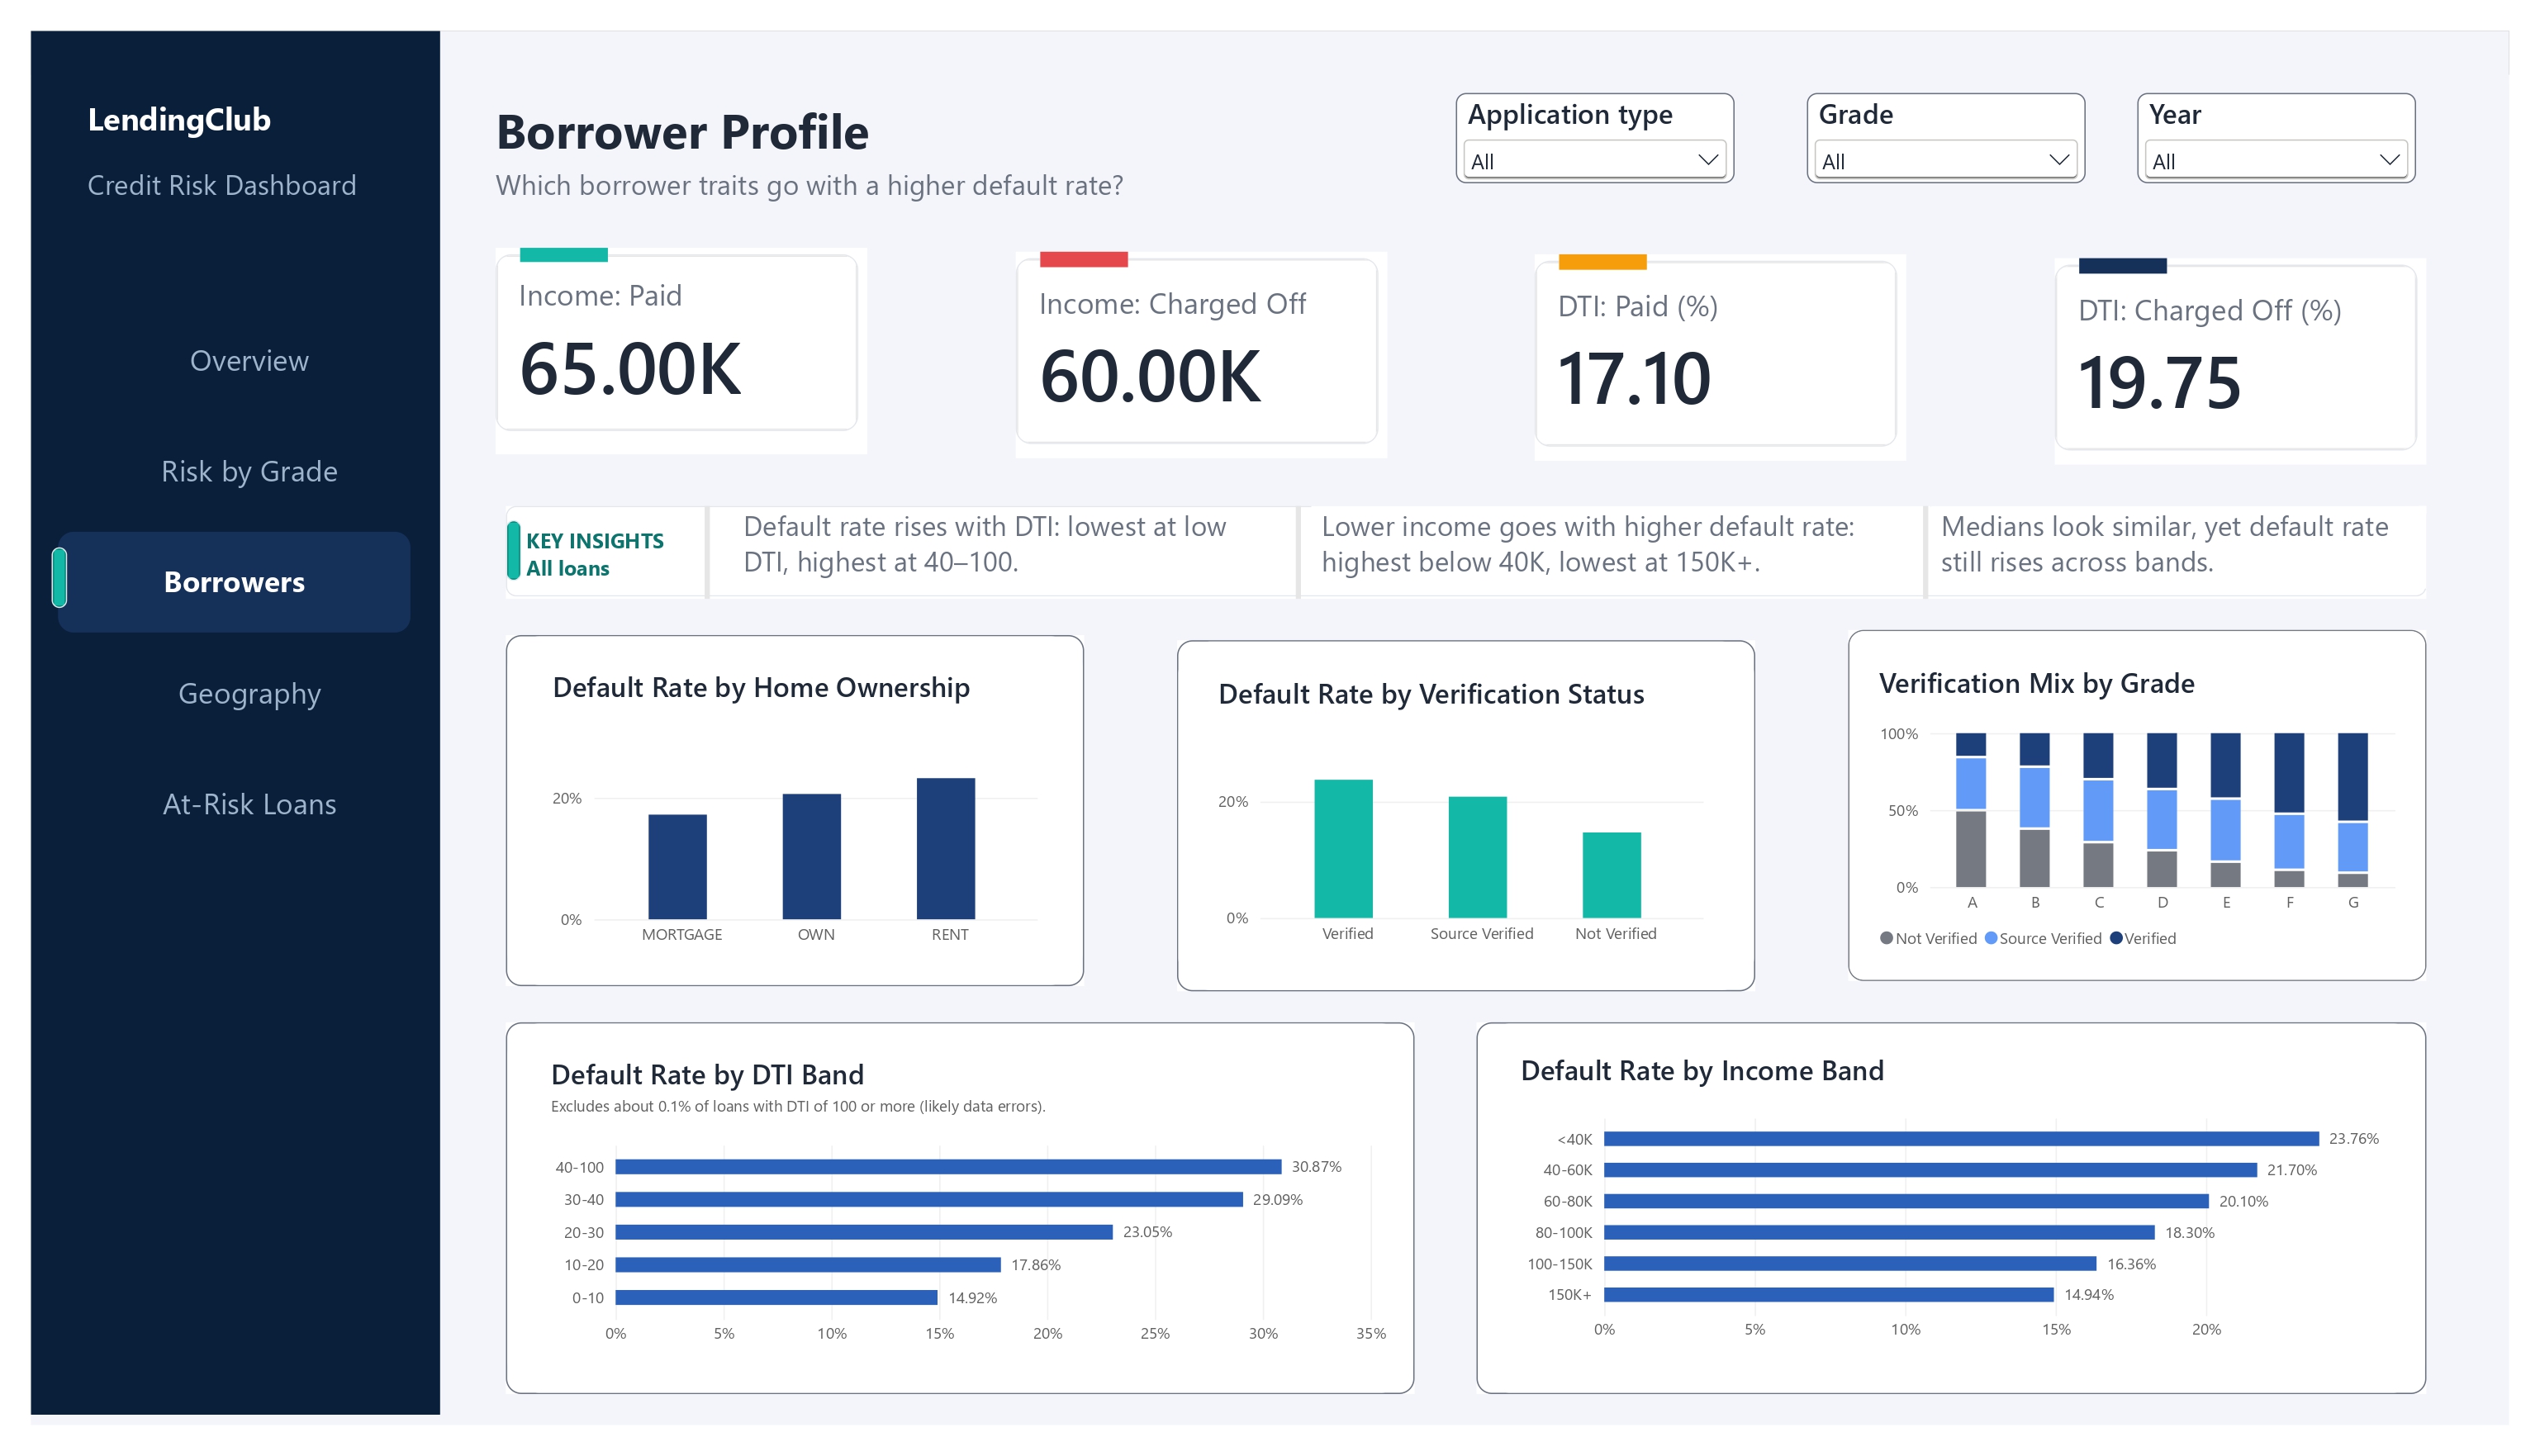 LendingClub
Credit Risk Dashboard
Overview
Risk by Grade
Borrowers
Geography
At-Risk Loans
Borrower Profile
Which borrower traits go with a higher default rate?
Application type
All
Grade
All
Year
All
Income: Paid
65.00K
Income: Charged Off
60.00K
DTI: Paid (%)
17.10
DTI: Charged Off (%)
19.75
KEY INSIGHTS
All loans
Default rate rises with DTI: lowest at low
DTI, highest at 40–100.
Lower income goes with higher default rate:
highest below 40K, lowest at 150K+.
Medians look similar, yet default rate
still rises across bands.
Default Rate by Home Ownership
20%
0%
MORTGAGE OWN RENT
Default Rate by Verification Status
20%
0%
Verified Source Verified Not Verified
Verification Mix by Grade
100%
50%
0%
A B C D E F G
Not Verified Source Verified Verified
Default Rate by DTI Band
Excludes about 0.1% of loans with DTI of 100 or more (likely data errors).
40-100 30.87%
30-40 29.09%
20-30 23.05%
10-20 17.86%
0-10 14.92%
0% 5% 10% 15% 20% 25% 30% 35%
Default Rate by Income Band
<40K 23.76%
40-60K 21.70%
60-80K 20.10%
80-100K 18.30%
100-150K 16.36%
150K+ 14.94%
0% 5% 10% 15% 20%